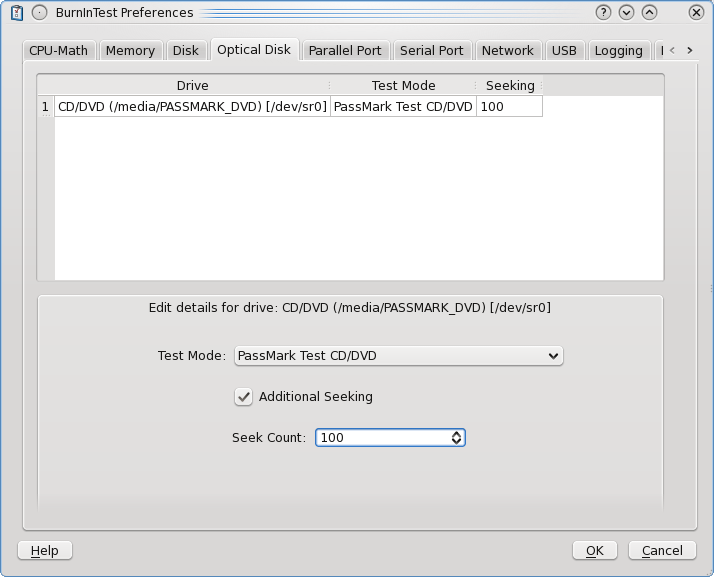 BurnInTest Preferences
CPU-Math Memory Disk Optical Disk Parallel Port Serial Port Network USB Logging
Drive Test Mode Seeking
1 CD/DVD (/media/PASSMARK_DVD) [/dev/sr0] PassMark Test CD/DVD 100
Edit details for drive: CD/DVD (/media/PASSMARK_DVD) [/dev/sr0]
Test Mode: PassMark Test CD/DVD
Additional Seeking
Seek Count: 100
Help OK Cancel